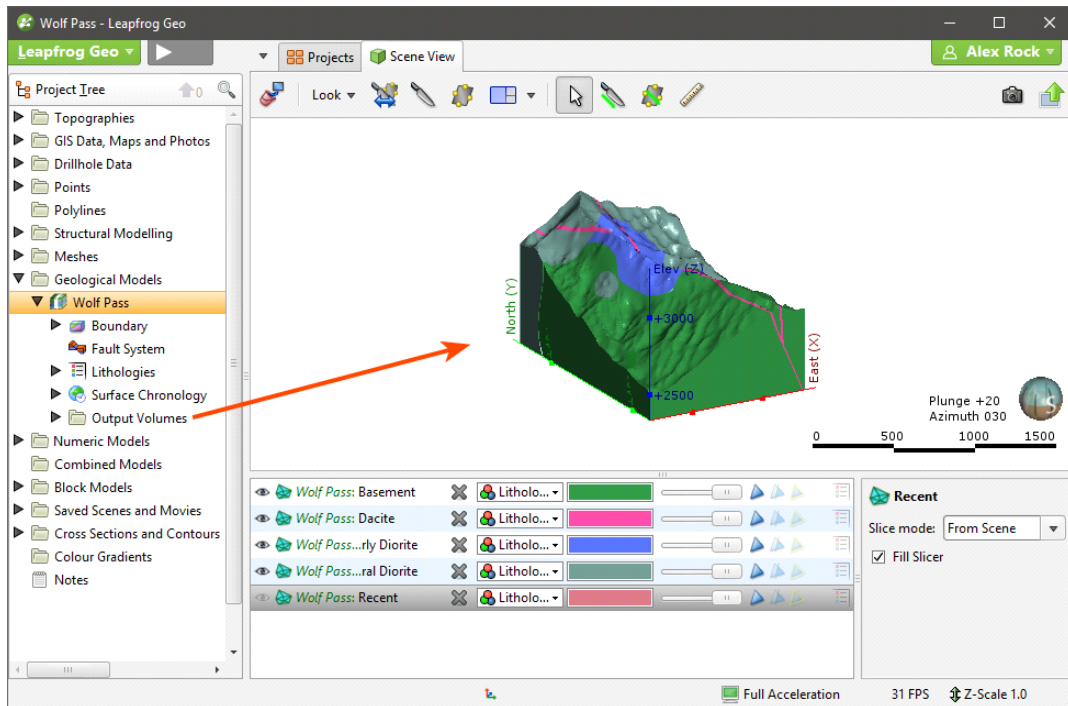 Wolf Pass - Leapfrog Geo
Leapfrog Geo
Projects
Scene View
Alex Rock
Project Tree
0
Look
Topographies
GIS Data, Maps and Photos
Drillhole Data
Points
Polylines
Structural Modelling
Meshes
Geological Models
Wolf Pass
Boundary
Fault System
Lithologies
Surface Chronology
Output Volumes
Numeric Models
Combined Models
Block Models
Saved Scenes and Movies
Cross Sections and Contours
Colour Gradients
Notes
Elev (Z)
North (Y)
+3000
East (X)
+2500
Plunge +20
Azimuth 030
S
0 500 1000 1500
Wolf Pass: Basement Litholo...
Wolf Pass: Dacite Litholo...
Wolf Pass...rly Diorite Litholo...
Wolf Pass...ral Diorite Litholo...
Wolf Pass: Recent Litholo...
Recent
Slice mode: From Scene
Fill Slicer
Full Acceleration 31 FPS Z-Scale 1.0